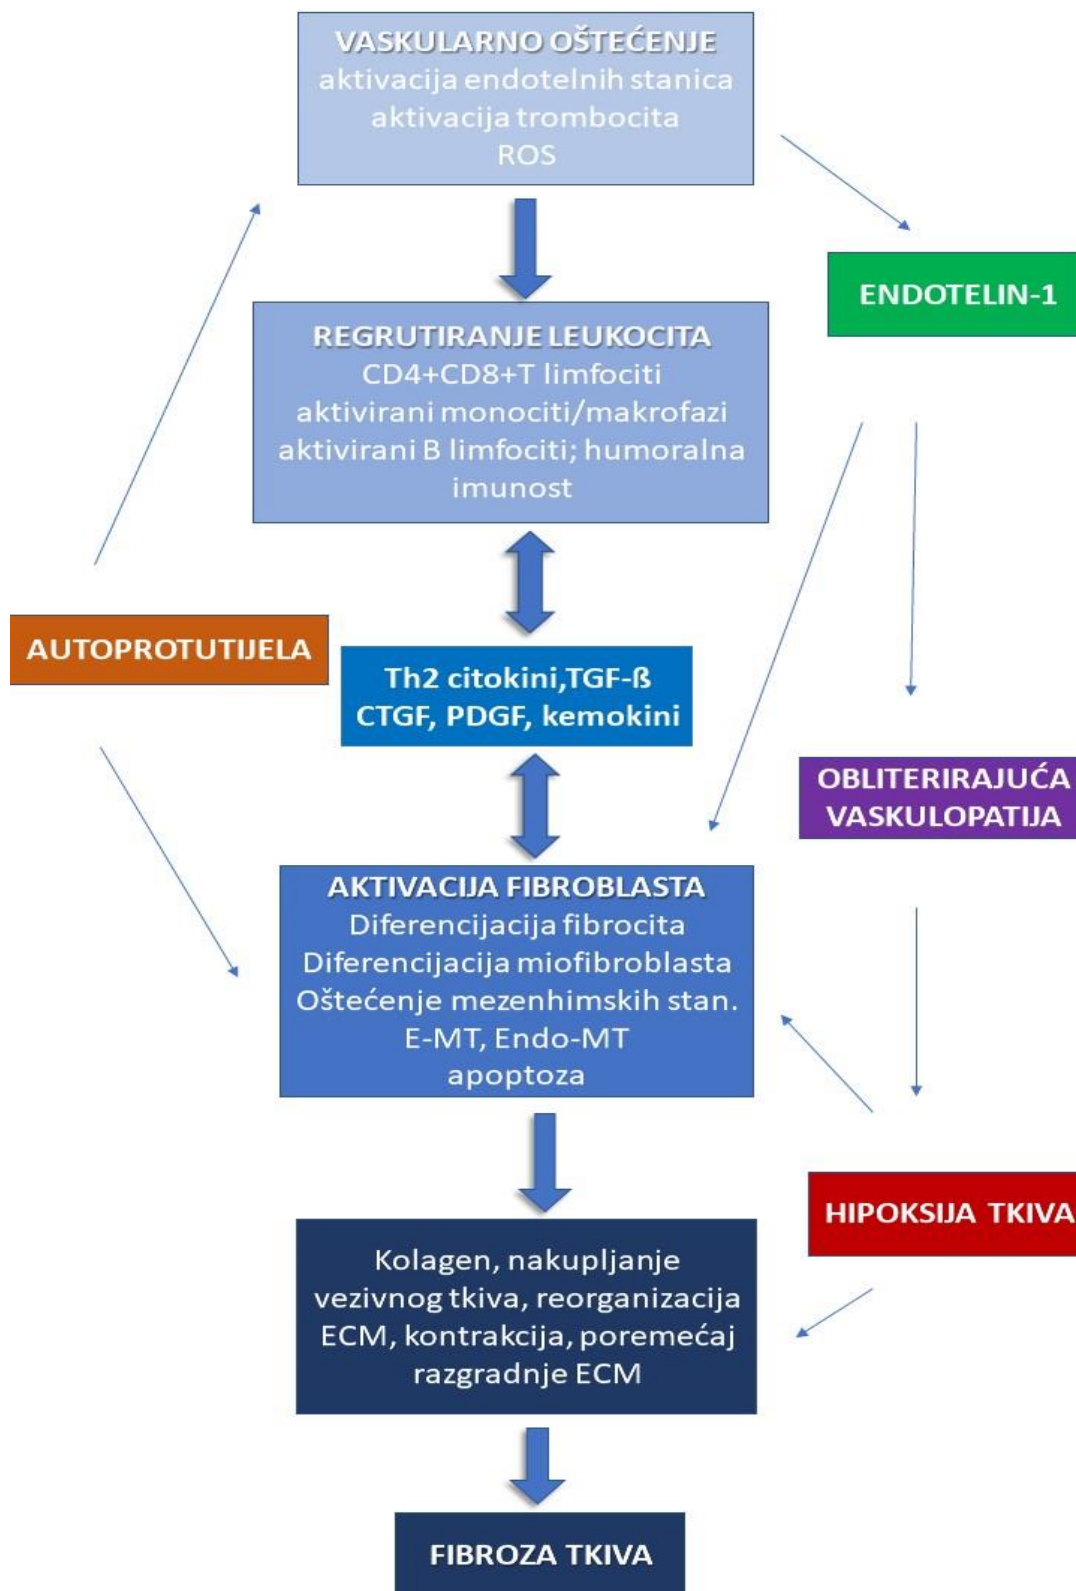 VASKULARNO OŠTEĆENJE
aktivacija endotelnih stanica
aktivacija trombocita
ROS
ENDOTELIN-1
REGRUTIRANJE LEUKOCITA
CD4+CD8+T limfociti
aktivirani monociti/makrofazi
aktivirani B limfociti; humoralna
imunost
AUTOPROTUTIJELA
Th2 citokini,TGF-ß
CTGF, PDGF, kemokini
OBLITERIRAJUĆA
VASKULOPATIJA
AKTIVACIJA FIBROBLASTA
Diferencijacija fibrocita
Diferencijacija miofibroblasta
Oštećenje mezenhimskih stan.
E-MT, Endo-MT
apoptoza
HIPOKSIJA TKIVA
Kolagen, nakupljanje
vezivnog tkiva, reorganizacija
ECM, kontrakcija, poremećaj
razgradnje ECM
FIBROZA TKIVA